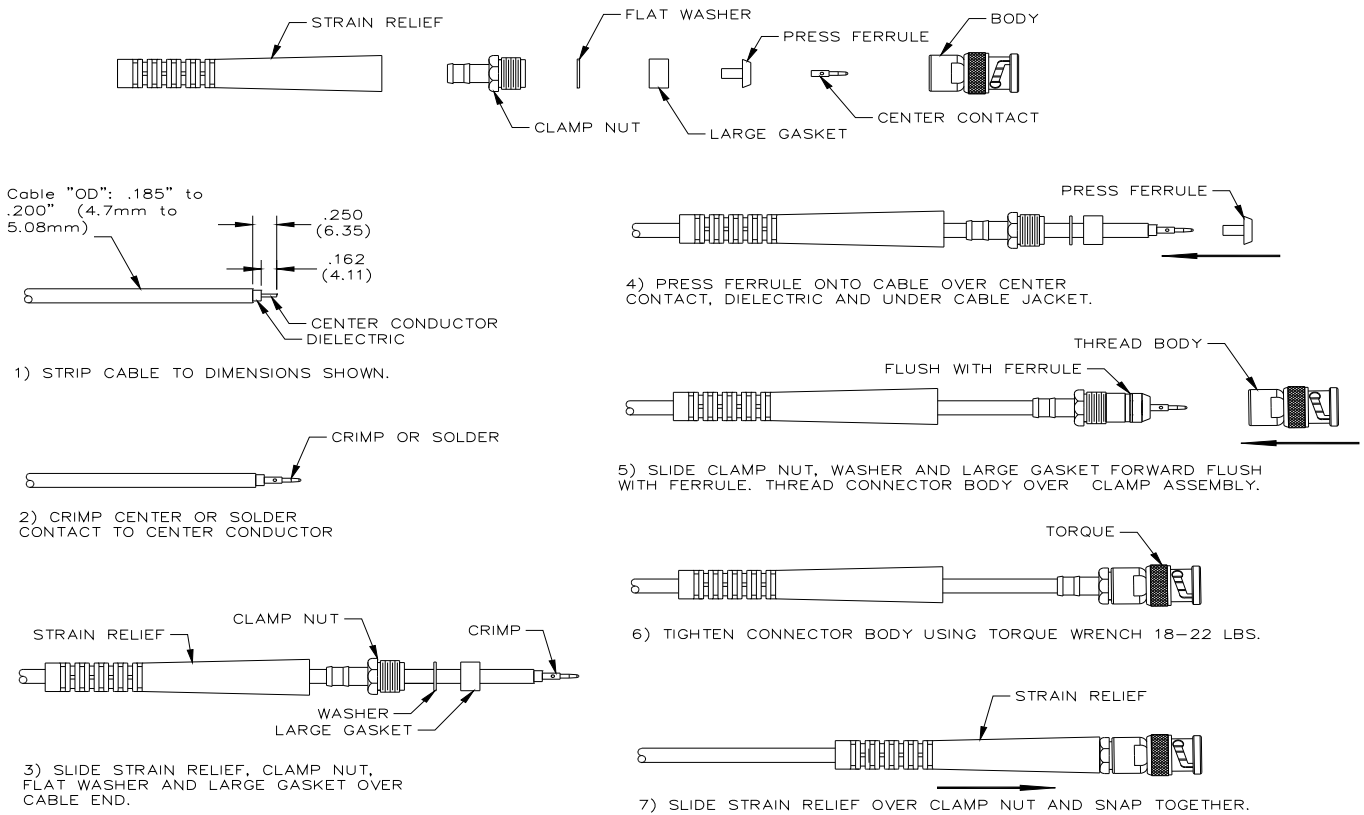 STRAIN RELIEF
FLAT WASHER
BODY
PRESS FERRULE
CLAMP NUT
LARGE GASKET
CENTER CONTACT
Cable "OD": .185" to
.200" (4.7mm to
5.08mm)
.250
(6.35)
.162
(4.11)
CENTER CONDUCTOR
DIELECTRIC
1) STRIP CABLE TO DIMENSIONS SHOWN.
CRIMP OR SOLDER
2) CRIMP CENTER OR SOLDER
CONTACT TO CENTER CONDUCTOR
STRAIN RELIEF
CLAMP NUT
CRIMP
WASHER
LARGE GASKET
3) SLIDE STRAIN RELIEF, CLAMP NUT,
FLAT WASHER AND LARGE GASKET OVER
CABLE END.
PRESS FERRULE
4) PRESS FERRULE ONTO CABLE OVER CENTER
CONTACT, DIELECTRIC AND UNDER CABLE JACKET.
THREAD BODY
FLUSH WITH FERRULE
5) SLIDE CLAMP NUT, WASHER AND LARGE GASKET FORWARD FLUSH
WITH FERRULE. THREAD CONNECTOR BODY OVER CLAMP ASSEMBLY.
TORQUE
6) TIGHTEN CONNECTOR BODY USING TORQUE WRENCH 18–22 LBS.
STRAIN RELIEF
7) SLIDE STRAIN RELIEF OVER CLAMP NUT AND SNAP TOGETHER.